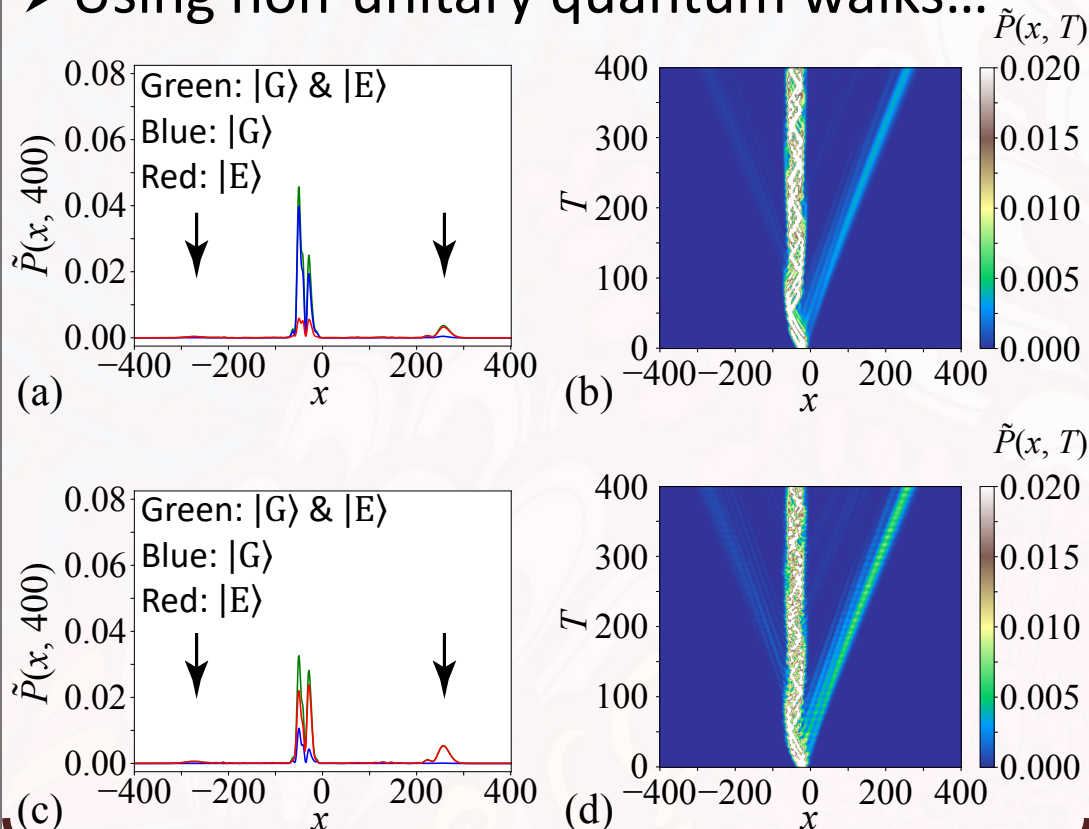 ➤ Using non-unitary quantum walks…
P̃(x, T)
0.08
0.06
0.04
0.02
0.00
P̃(x, 400)
Green: |G⟩ & |E⟩
Blue: |G⟩
Red: |E⟩
−400 −200 0 200 400
x
(a)
400
300
200
100
0
T
−400−200 0 200 400
x
(b)
0.020
0.015
0.010
0.005
0.000
P̃(x, T)
0.08
0.06
0.04
0.02
0.00
P̃(x, 400)
Green: |G⟩ & |E⟩
Blue: |G⟩
Red: |E⟩
−400 −200 0 200 400
x
(c)
400
300
200
100
0
T
−400−200 0 200 400
x
(d)
0.020
0.015
0.010
0.005
0.000